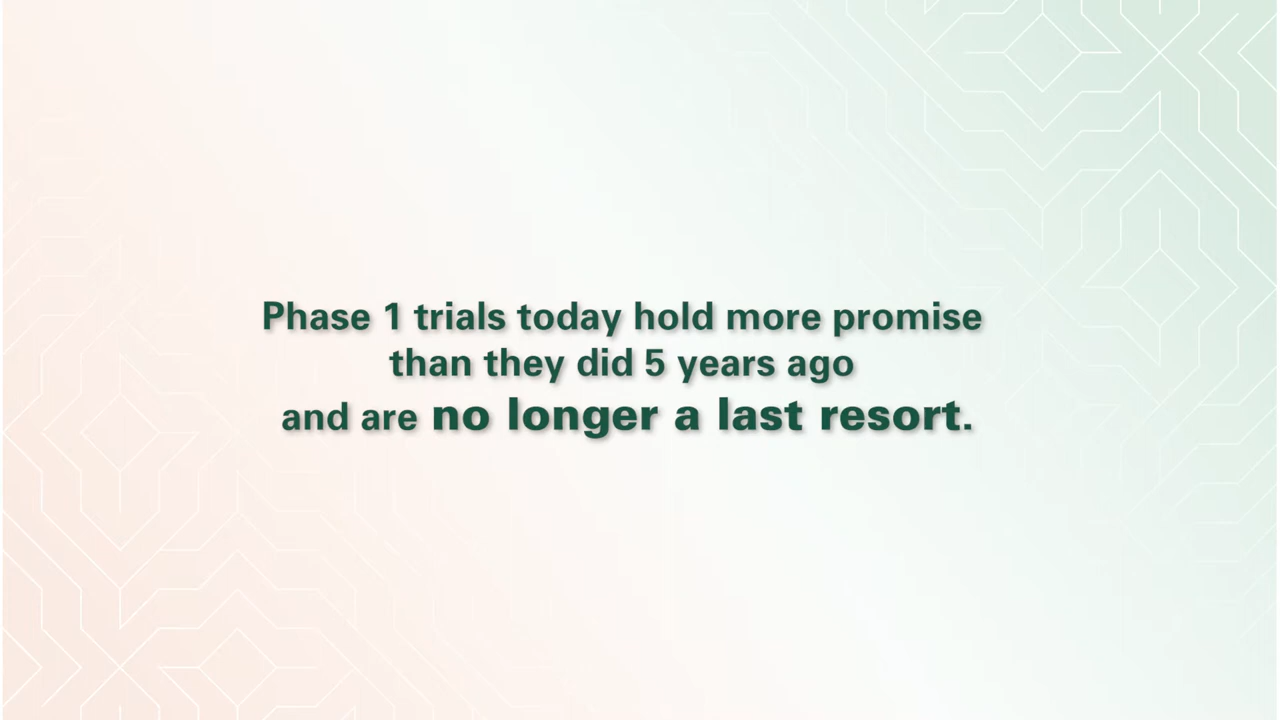 Phase 1 trials today hold more promise
than they did 5 years ago
and are no longer a last resort.